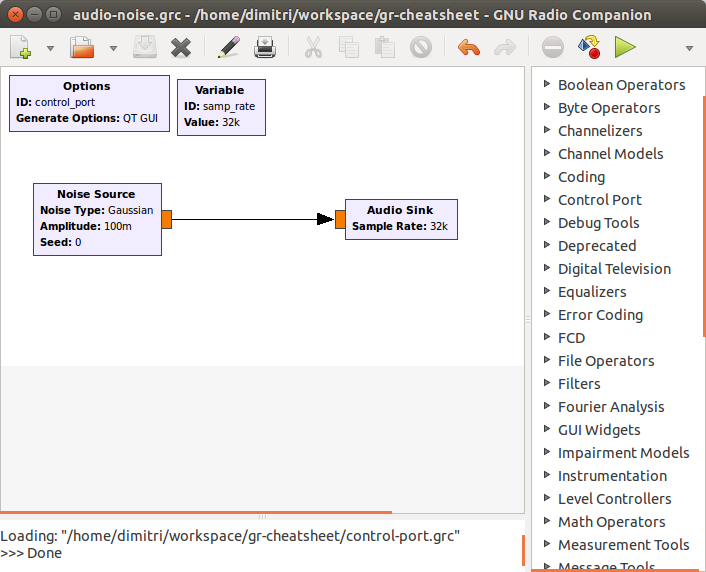 audio-noise.grc - /home/dimitri/workspace/gr-cheatsheet - GNU Radio Companion
Options
ID: control_port
Generate Options: QT GUI
Variable
ID: samp_rate
Value: 32k
Noise Source
Noise Type: Gaussian
Amplitude: 100m
Seed: 0
Audio Sink
Sample Rate: 32k
Boolean Operators
Byte Operators
Channelizers
Channel Models
Coding
Control Port
Debug Tools
Deprecated
Digital Television
Equalizers
Error Coding
FCD
File Operators
Filters
Fourier Analysis
GUI Widgets
Impairment Models
Instrumentation
Level Controllers
Math Operators
Measurement Tools
Message Tools
Loading: "/home/dimitri/workspace/gr-cheatsheet/control-port.grc"
>>> Done